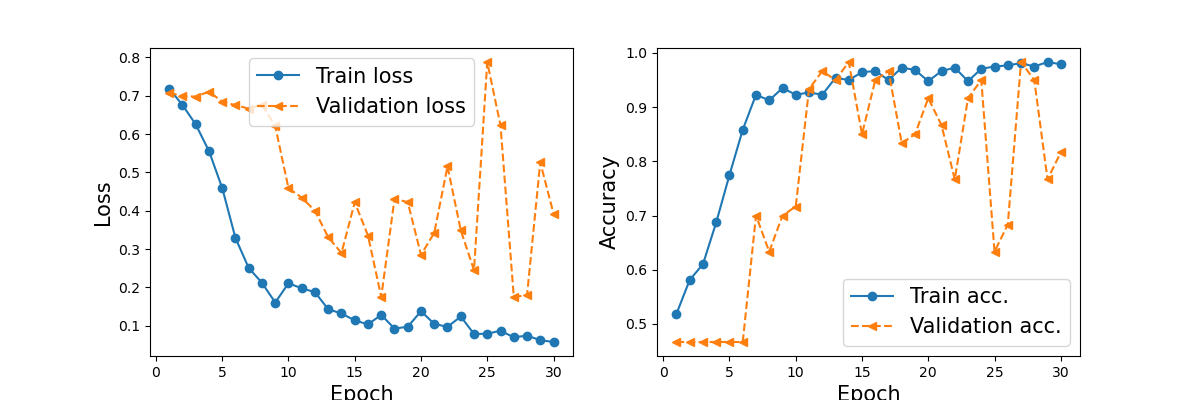 0.8
0.7
0.6
0.5
0.4
0.3
0.2
0.1
Loss
Train loss
Validation loss
0 5 10 15 20 25 30
Epoch
1.0
0.9
0.8
0.7
0.6
0.5
Accuracy
Train acc.
Validation acc.
0 5 10 15 20 25 30
Epoch